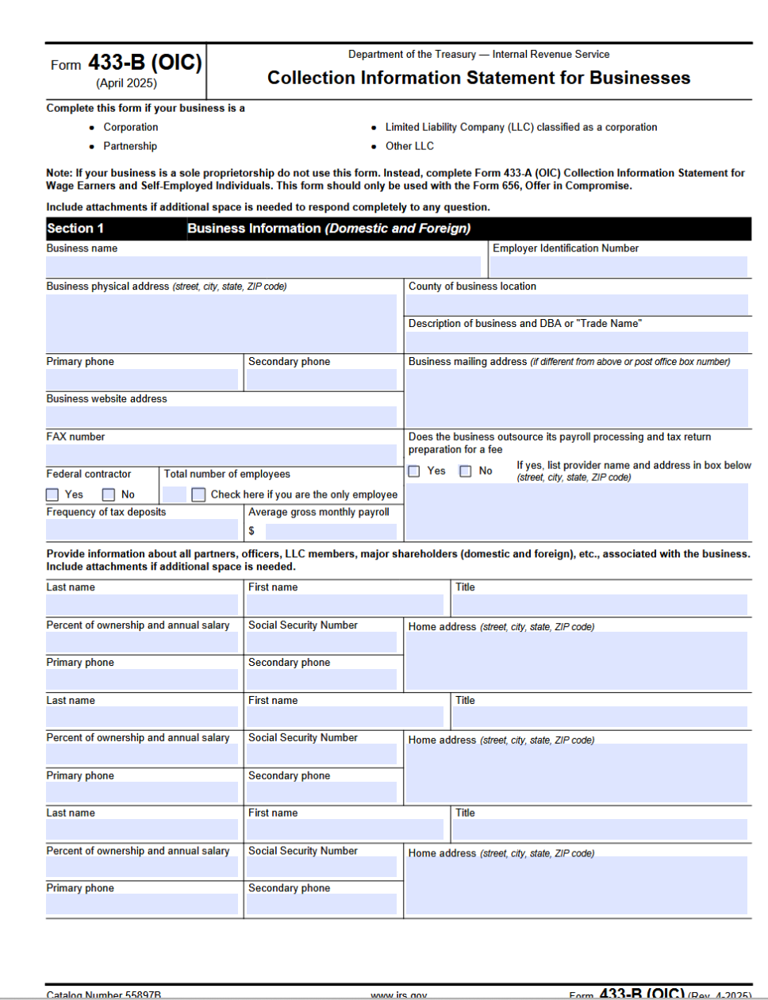 Form 433-B (OIC)
(April 2025)
Department of the Treasury — Internal Revenue Service
Collection Information Statement for Businesses
Complete this form if your business is a
• Corporation
• Limited Liability Company (LLC) classified as a corporation
• Partnership
• Other LLC
Note: If your business is a sole proprietorship do not use this form. Instead, complete Form 433-A (OIC) Collection Information Statement for
Wage Earners and Self-Employed Individuals. This form should only be used with the Form 656, Offer in Compromise.
Include attachments if additional space is needed to respond completely to any question.
Section 1 Business Information (Domestic and Foreign)
Business name
Employer Identification Number
Business physical address (street, city, state, ZIP code)
County of business location
Description of business and DBA or "Trade Name"
Primary phone
Secondary phone
Business mailing address (if different from above or post office box number)
Business website address
FAX number
Does the business outsource its payroll processing and tax return
preparation for a fee
Yes No
If yes, list provider name and address in box below
(street, city, state, ZIP code)
Federal contractor
Yes No
Total number of employees
Check here if you are the only employee
Frequency of tax deposits
Average gross monthly payroll
$
Provide information about all partners, officers, LLC members, major shareholders (domestic and foreign), etc., associated with the business.
Include attachments if additional space is needed.
Last name
First name
Title
Percent of ownership and annual salary
Social Security Number
Home address (street, city, state, ZIP code)
Primary phone
Secondary phone
Last name
First name
Title
Percent of ownership and annual salary
Social Security Number
Home address (street, city, state, ZIP code)
Primary phone
Secondary phone
Last name
First name
Title
Percent of ownership and annual salary
Social Security Number
Home address (street, city, state, ZIP code)
Primary phone
Secondary phone
Catalog Number 55897B
www.irs.gov
Form 433-B (OIC) (Rev. 4-2025)